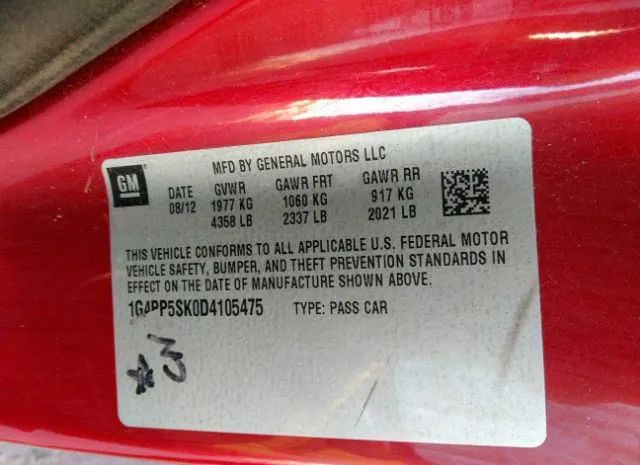 GM
MFD BY GENERAL MOTORS LLC
DATE GVWR GAWR FRT GAWR RR
08/12 1977 KG 1060 KG 917 KG
4358 LB 2337 LB 2021 LB
THIS VEHICLE CONFORMS TO ALL APPLICABLE U.S. FEDERAL MOTOR
VEHICLE SAFETY, BUMPER, AND THEFT PREVENTION STANDARDS IN
EFFECT ON THE DATE OF MANUFACTURE SHOWN ABOVE.
1G4PP5SK0D4105475 TYPE: PASS CAR